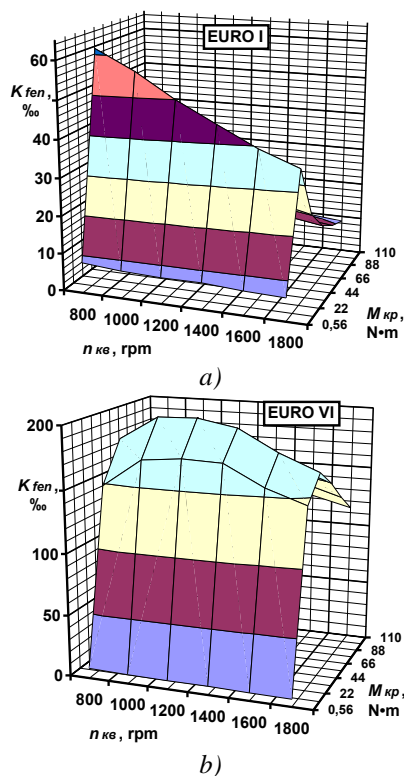 EURO I
K fen ,
‰
60
40
30
20
10
0
800 1000 1200 1400 1600 1800
n кв , rpm
0,56
22
44
66
88
110
M кр ,
N•m
a)
EURO VI
200
K fen ,
‰
100
50
0
800 1000 1200 1400 1600 1800
n кв , rpm
0,56
22
44
66
88
110
M кр ,
N•m
b)